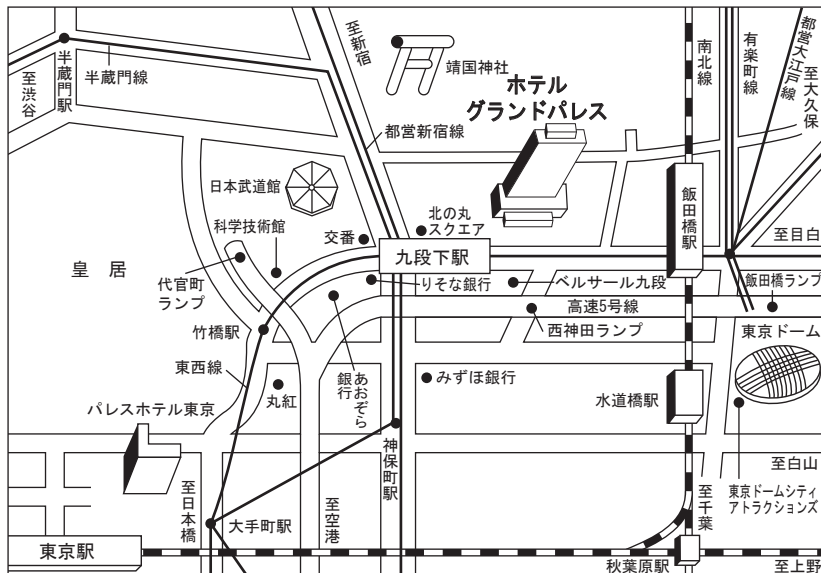 至渋谷
半蔵門駅
半蔵門線
至新宿
靖国神社
ホテル
グランドパレス
都営新宿線
南北線
有楽町線
都営大江戸線
至大久保
日本武道館
科学技術館
交番
北の丸
スクエア
九段下駅
飯田橋駅
至目白
皇居
代官町
ランプ
りそな銀行
ベルサール九段
飯田橋ランプ
高速5号線
西神田ランプ
東京ドーム
竹橋駅
東西線
丸紅
あおぞら
銀行
みずほ銀行
水道橋駅
パレスホテル東京
神保町駅
至白山
至日本橋
大手町駅
至空港
至千葉
東京ドームシティ
アトラクションズ
東京駅
秋葉原駅
至上野